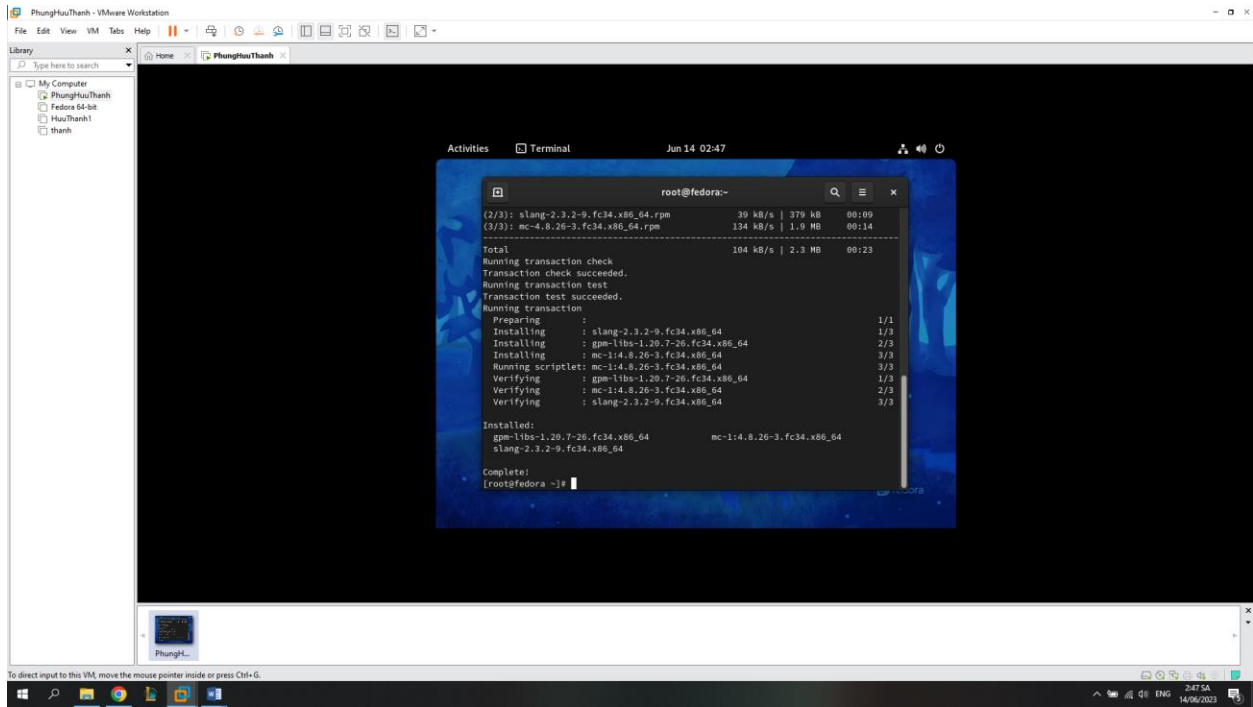 PhungHuuThanh - VMware Workstation
File Edit View VM Tabs Help
Library
Type here to search
My Computer
PhungHuuThanh
Fedora 64-bit
HuuThanh1
thanh
Home PhungHuuThanh
Activities Terminal Jun 14 02:47
root@fedora:~
(2/3): slang-2.3.2-9.fc34.x86_64.rpm 39 kB/s | 379 kB 00:09
(3/3): mc-4.8.26-3.fc34.x86_64.rpm 134 kB/s | 1.9 MB 00:14
--------------------------------------------------------------------------------
Total 104 kB/s | 2.3 MB 00:23
Running transaction check
Transaction check succeeded.
Running transaction test
Transaction test succeeded.
Running transaction
Preparing : 1/1
Installing : slang-2.3.2-9.fc34.x86_64 1/3
Installing : gpm-libs-1.20.7-26.fc34.x86_64 2/3
Installing : mc-1:4.8.26-3.fc34.x86_64 3/3
Running scriptlet: mc-1:4.8.26-3.fc34.x86_64 3/3
Verifying : gpm-libs-1.20.7-26.fc34.x86_64 1/3
Verifying : mc-1:4.8.26-3.fc34.x86_64 2/3
Verifying : slang-2.3.2-9.fc34.x86_64 3/3
Installed:
gpm-libs-1.20.7-26.fc34.x86_64 mc-1:4.8.26-3.fc34.x86_64
slang-2.3.2-9.fc34.x86_64
Complete!
[root@fedora ~]#
fedora
PhungH...
To direct input to this VM, move the mouse pointer inside or press Ctrl+G.
ENG
2:47 SA
14/06/2023